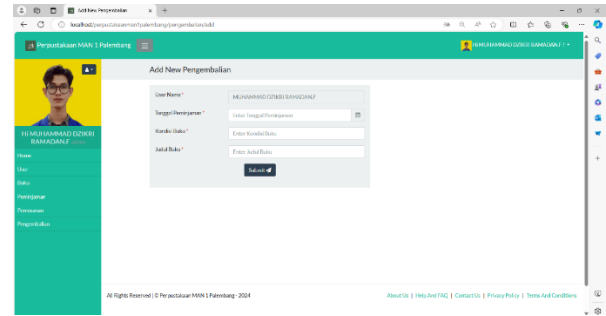 Add New Pengembalian
localhost/perpustakaanman1palembang/pengembalian/add
Perpustakaan MAN 1 Palembang
Hi MUHAMMAD DZIKRI RAMADAN.F !
Add New Pengembalian
User Name *
MUHAMMAD DZIKRI RAMADAN.F
Tanggal Peminjaman *
Enter Tanggal Peminjaman
Kondisi Buku *
Enter Kondisi Buku
Judul Buku *
Enter Judul Buku
Submit
Hi MUHAMMAD DZIKRI
RAMADAN.F
Home
User
Buku
Peminjaman
Pemesanan
Pengembalian
All Rights Reserved | © Perpustakaan MAN 1 Palembang - 2024
About Us | Help And FAQ | Contact Us | Privacy Policy | Terms And Conditions